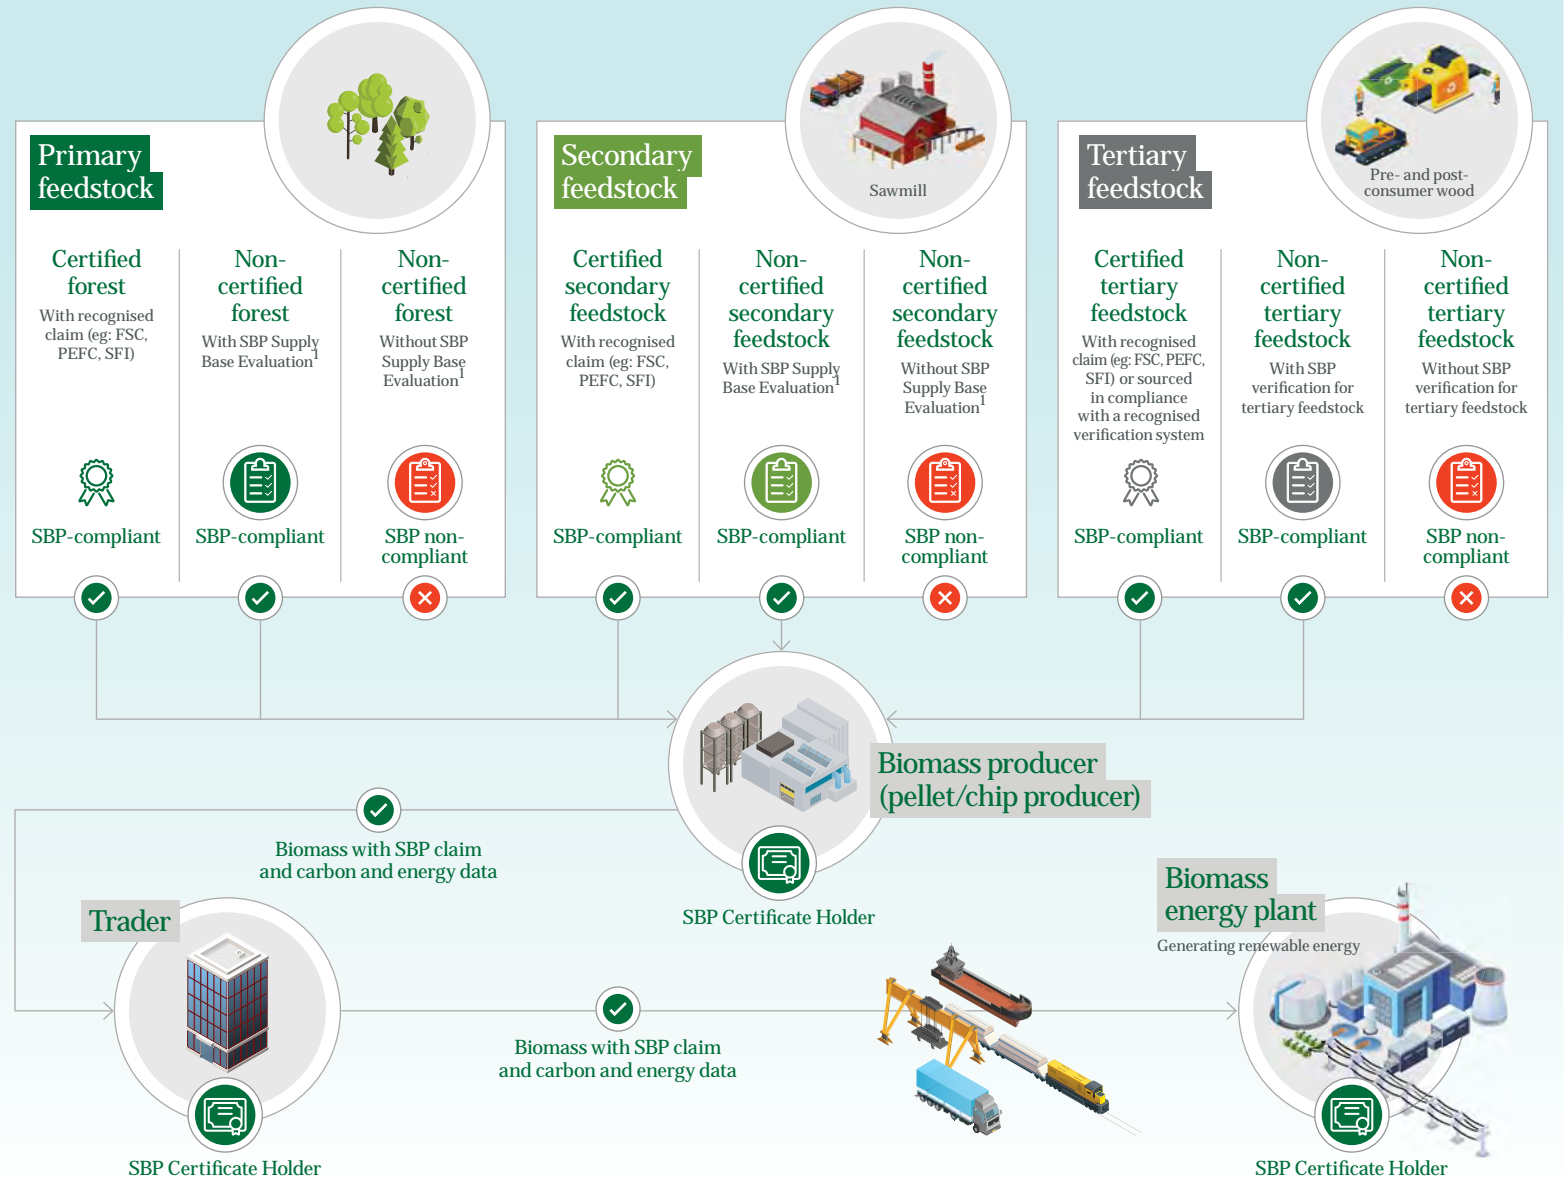 Primary
feedstock
Certified
forest
With recognised
claim (eg: FSC,
PEFC, SFI)
SBP-compliant
Non-
certified
forest
With SBP Supply
Base Evaluation1
SBP-compliant
Non-
certified
forest
Without SBP
Supply Base
Evaluation1
SBP non-
compliant
Secondary
feedstock
Sawmill
Certified
secondary
feedstock
With recognised
claim (eg: FSC,
PEFC, SFI)
SBP-compliant
Non-
certified
secondary
feedstock
With SBP Supply
Base Evaluation1
SBP-compliant
Non-
certified
secondary
feedstock
Without SBP
Supply Base
Evaluation1
SBP non-
compliant
Tertiary
feedstock
Pre- and post-
consumer wood
Certified
tertiary
feedstock
With recognised
claim (eg: FSC, PEFC,
SFI) or sourced
in compliance
with a recognised
verification system
SBP-compliant
Non-
certified
tertiary
feedstock
With SBP
verification for
tertiary feedstock
SBP-compliant
Non-
certified
tertiary
feedstock
Without SBP
verification for
tertiary feedstock
SBP non-
compliant
Biomass producer
(pellet/chip producer)
SBP Certificate Holder
Biomass with SBP claim
and carbon and energy data
Trader
SBP Certificate Holder
Biomass with SBP claim
and carbon and energy data
Biomass
energy plant
Generating renewable energy
SBP Certificate Holder